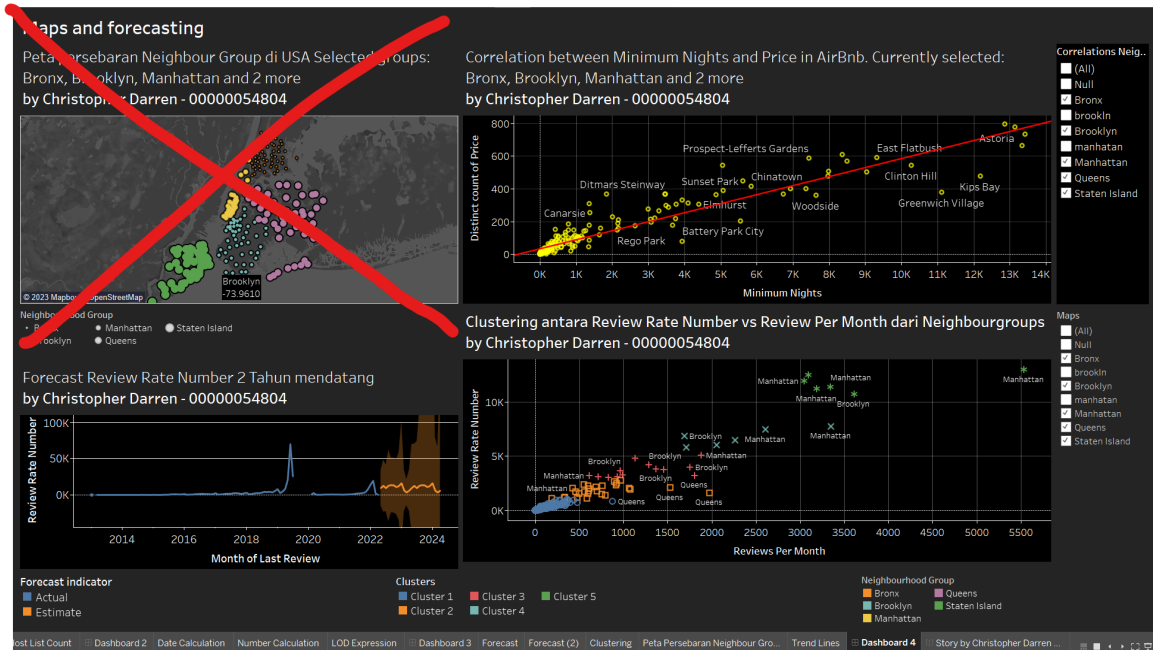 Maps and forecasting
Peta persebaran Neighbour Group di USA Selected groups:
Bronx, Brooklyn, Manhattan and 2 more
by Christopher Darren - 00000054804
Brooklyn
-73.9610
© 2023 Mapbox © OpenStreetMap
Neighbourhood Group
Bronx
Manhattan
Staten Island
Brooklyn
Queens
Correlation between Minimum Nights and Price in AirBnb. Currently selected:
Bronx, Brooklyn, Manhattan and 2 more
by Christopher Darren - 00000054804
Distinct count of Price
800
600
400
200
0
Astoria
Prospect-Lefferts Gardens
East Flatbush
Ditmars Steinway
Sunset Park
Chinatown
Clinton Hill
Kips Bay
Elmhurst
Woodside
Greenwich Village
Canarsie
Battery Park City
Rego Park
0K 1K 2K 3K 4K 5K 6K 7K 8K 9K 10K 11K 12K 13K 14K
Minimum Nights
Correlations Neig..
(All)
Null
Bronx
brookln
Brooklyn
manhatan
Manhattan
Queens
Staten Island
Forecast Review Rate Number 2 Tahun mendatang
by Christopher Darren - 00000054804
Review Rate Number
100K
50K
0K
2014 2016 2018 2020 2022 2024
Month of Last Review
Forecast indicator
Actual
Estimate
Clustering antara Review Rate Number vs Review Per Month dari Neighbourgroups
by Christopher Darren - 00000054804
Review Rate Number
10K
5K
0K
Manhattan
Manhattan
Manhattan
Manhattan
Brooklyn
Brooklyn
Manhattan
Manhattan
Brooklyn
Manhattan
Brooklyn
Brooklyn
Brooklyn
Manhattan
Manhattan
Queens
Queens
Queens
Queens
0 500 1000 1500 2000 2500 3000 3500 4000 4500 5000 5500
Reviews Per Month
Clusters
Cluster 1
Cluster 3
Cluster 5
Cluster 2
Cluster 4
Maps
(All)
Null
Bronx
brookln
Brooklyn
manhatan
Manhattan
Queens
Staten Island
Neighbourhood Group
Bronx
Queens
Brooklyn
Staten Island
Manhattan
ost List Count Dashboard 2 Date Calculation Number Calculation LOD Expression Dashboard 3 Forecast Forecast (2) Clustering Peta Persebaran Neighbour Gro... Trend Lines Dashboard 4 Story by Christopher Darren ...